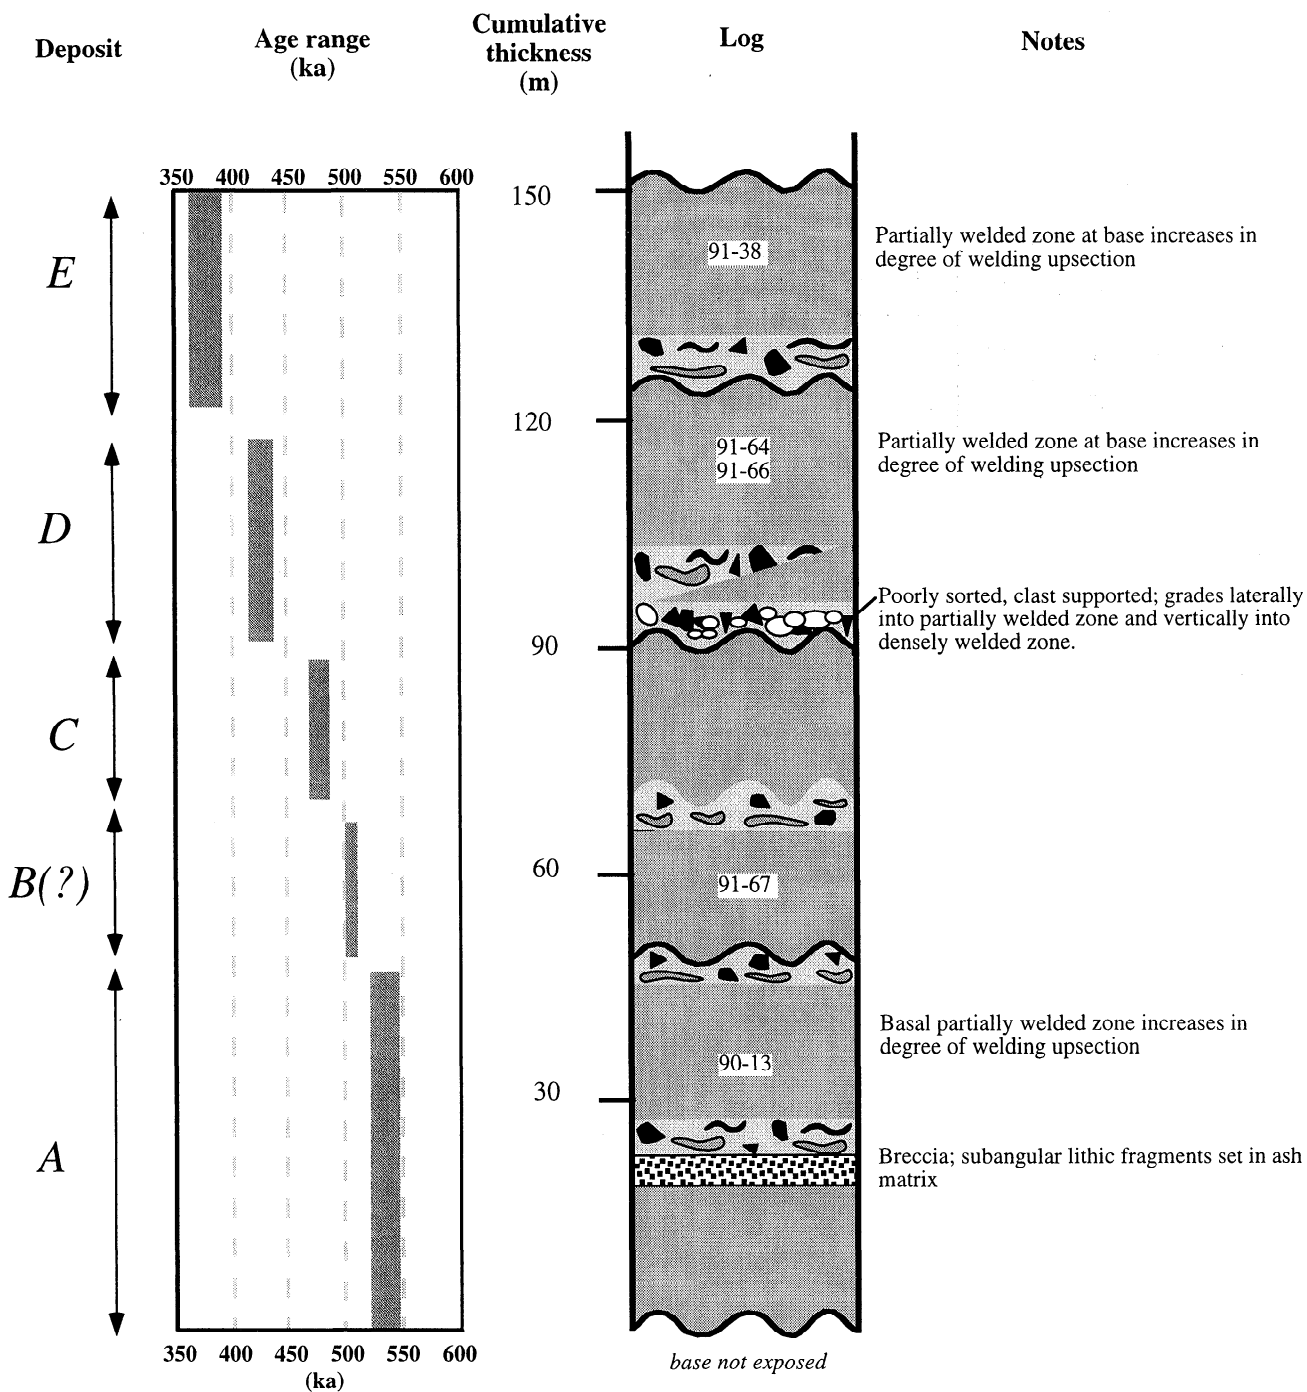 Deposit
Age range
(ka)
Cumulative
thickness
(m)
Log
Notes
350 400 450 500 550 600
150
120
90
60
30
E
D
C
B(?)
A
91-38
91-64
91-66
91-67
90-13
Partially welded zone at base increases in
degree of welding upsection
Partially welded zone at base increases in
degree of welding upsection
Poorly sorted, clast supported; grades laterally
into partially welded zone and vertically into
densely welded zone.
Basal partially welded zone increases in
degree of welding upsection
Breccia; subangular lithic fragments set in ash
matrix
350 400 450 500 550 600
(ka)
base not exposed